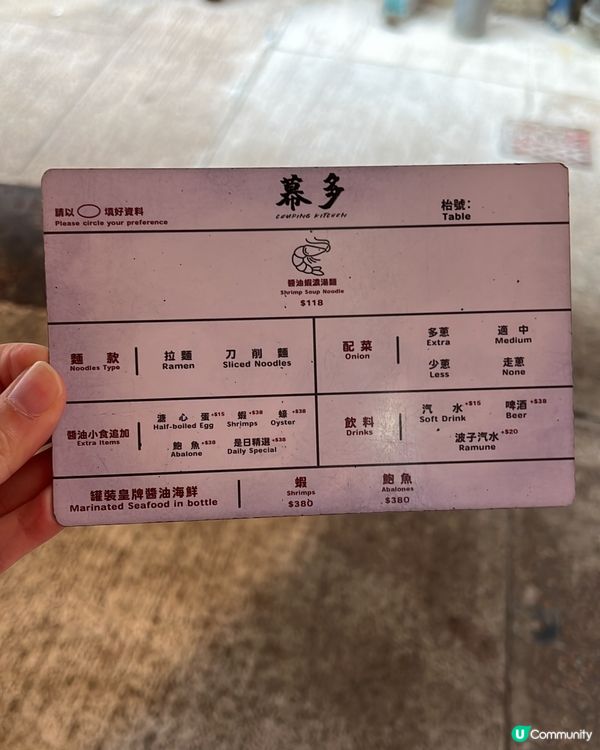 幕多
CAMPING KITCHEN
請以 填好資料
Please circle your preference
枱號：
Table
醬油蝦濃湯麵
Shrimp Soup Noodle
$118
麵款
Noodles Type
拉麵
Ramen
刀削麵
Sliced Noodles
配菜
Onion
多蔥
Extra
適中
Medium
少蔥
Less
走蔥
None
醬油小食追加
Extra Items
溏心蛋+$15
Half-boiled Egg
蝦+$38
Shrimps
蠔+$38
Oyster
鮑魚+$38
Abalone
是日精選+$38
Daily Special
飲料
Drinks
汽水+$15
Soft Drink
啤酒+$38
Beer
波子汽水+$20
Ramune
罐裝皇牌醬油海鮮
Marinated Seafood in bottle
蝦
Shrimps
$380
鮑魚
Abalones
$380
U Community